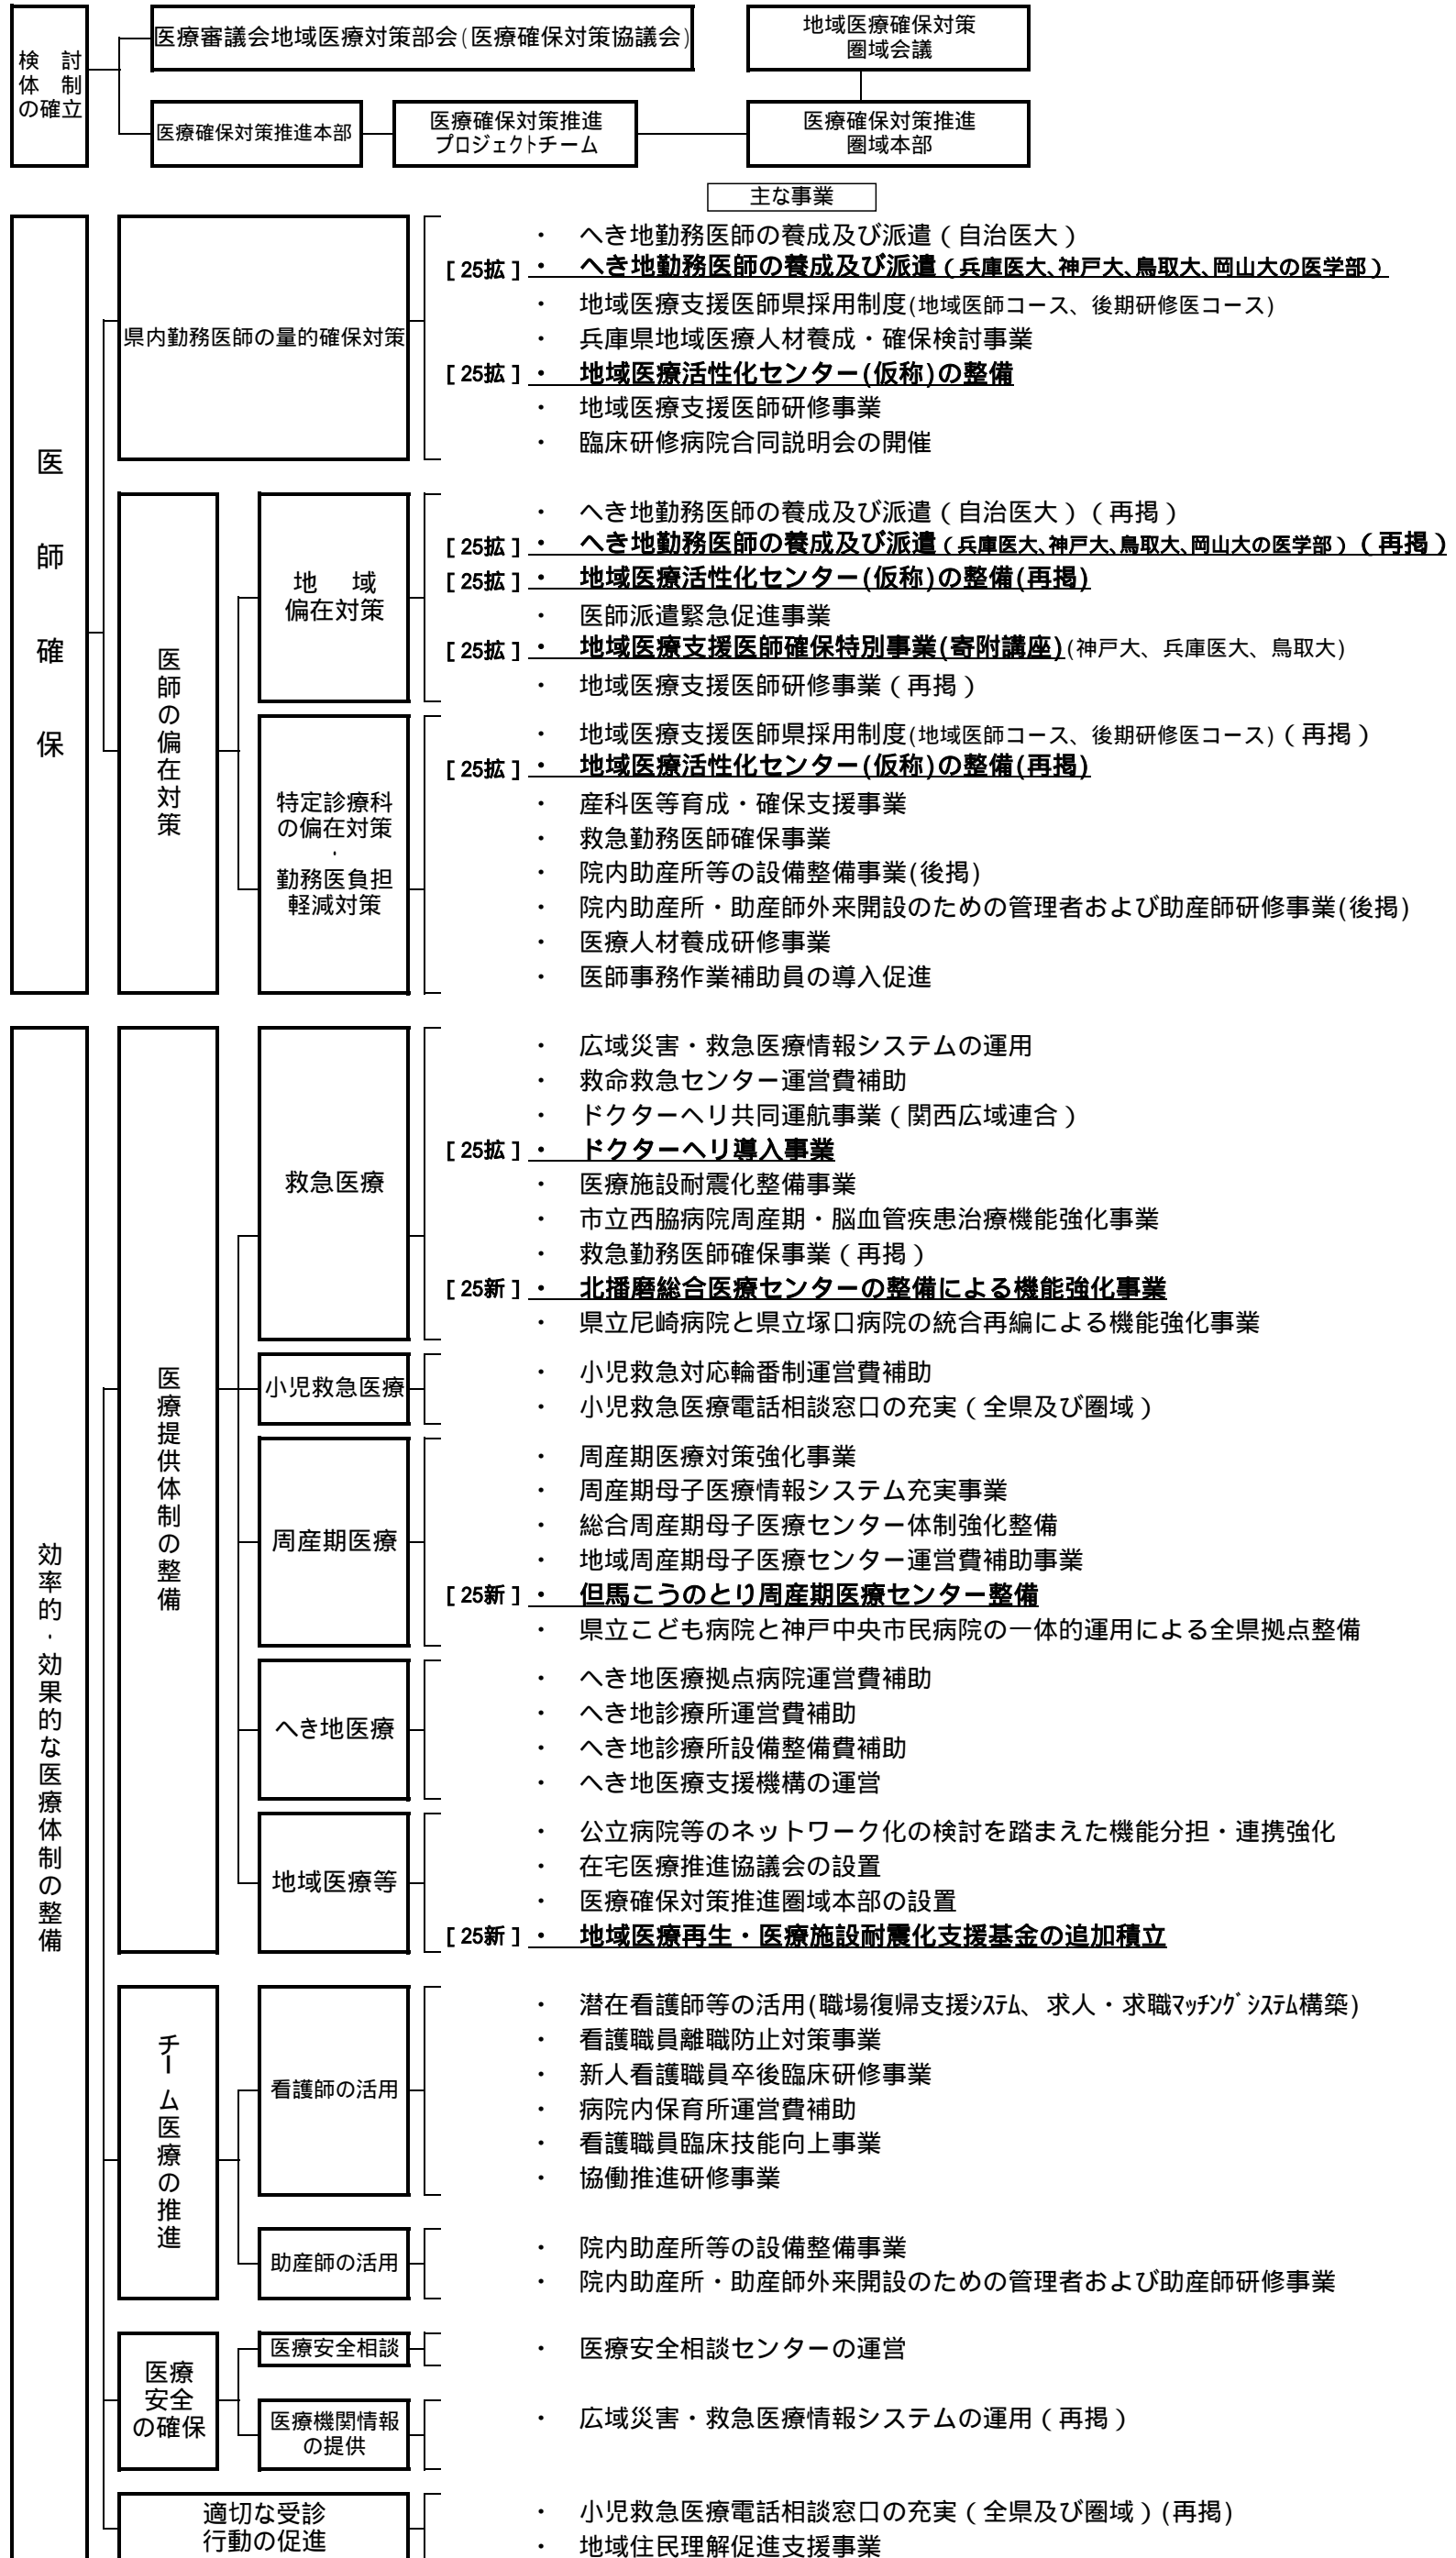 検　討
体　制
の確立
医療審議会地域医療対策部会(医療確保対策協議会)
地域医療確保対策
圏域会議
医療確保対策推進本部
医療確保対策推進
プロジェクトチーム
医療確保対策推進
圏域本部
主な事業
医師確保
県内勤務医師の量的確保対策
・　へき地勤務医師の養成及び派遣（自治医大）
[25拡]・　へき地勤務医師の養成及び派遣（兵庫医大、神戸大、鳥取大、岡山大の医学部）
・　地域医療支援医師県採用制度(地域医師コース、後期研修医コース)
・　兵庫県地域医療人材養成・確保検討事業
[25拡]・　地域医療活性化センター(仮称)の整備
・　地域医療支援医師研修事業
・　臨床研修病院合同説明会の開催
医師の偏在対策
地　域
偏在対策
・　へき地勤務医師の養成及び派遣（自治医大）（再掲）
[25拡]・　へき地勤務医師の養成及び派遣（兵庫医大、神戸大、鳥取大、岡山大の医学部）（再掲）
[25拡]・　地域医療活性化センター(仮称)の整備(再掲)
・　医師派遣緊急促進事業
[25拡]・　地域医療支援医師確保特別事業(寄附講座)(神戸大、兵庫医大、鳥取大)
・　地域医療支援医師研修事業（再掲）
特定診療科
の偏在対策
・
勤務医負担
軽減対策
・　地域医療支援医師県採用制度(地域医師コース、後期研修医コース)（再掲）
[25拡]・　地域医療活性化センター(仮称)の整備(再掲)
・　産科医等育成・確保支援事業
・　救急勤務医師確保事業
・　院内助産所等の設備整備事業(後掲)
・　院内助産所・助産師外来開設のための管理者および助産師研修事業(後掲)
・　医療人材養成研修事業
・　医師事務作業補助員の導入促進
効率的・効果的な医療体制の整備
医療提供体制の整備
救急医療
・　広域災害・救急医療情報システムの運用
・　救命救急センター運営費補助
・　ドクターヘリ共同運航事業（関西広域連合）
[25拡]・　ドクターヘリ導入事業
・　医療施設耐震化整備事業
・　市立西脇病院周産期・脳血管疾患治療機能強化事業
・　救急勤務医師確保事業（再掲）
[25新]・　北播磨総合医療センターの整備による機能強化事業
・　県立尼崎病院と県立塚口病院の統合再編による機能強化事業
小児救急医療
・　小児救急対応輪番制運営費補助
・　小児救急医療電話相談窓口の充実（全県及び圏域）
周産期医療
・　周産期医療対策強化事業
・　周産期母子医療情報システム充実事業
・　総合周産期母子医療センター体制強化整備
・　地域周産期母子医療センター運営費補助事業
[25新]・　但馬こうのとり周産期医療センター整備
・　県立こども病院と神戸中央市民病院の一体的運用による全県拠点整備
へき地医療
・　へき地医療拠点病院運営費補助
・　へき地診療所運営費補助
・　へき地診療所設備整備費補助
・　へき地医療支援機構の運営
地域医療等
・　公立病院等のネットワーク化の検討を踏まえた機能分担・連携強化
・　在宅医療推進協議会の設置
・　医療確保対策推進圏域本部の設置
[25新]・　地域医療再生・医療施設耐震化支援基金の追加積立
チーム医療の推進
看護師の活用
・　潜在看護師等の活用(職場復帰支援ｼｽﾃﾑ、求人・求職ﾏｯﾁﾝｸﾞｼｽﾃﾑ構築)
・　看護職員離職防止対策事業
・　新人看護職員卒後臨床研修事業
・　病院内保育所運営費補助
・　看護職員臨床技能向上事業
・　協働推進研修事業
助産師の活用
・　院内助産所等の設備整備事業
・　院内助産所・助産師外来開設のための管理者および助産師研修事業
医療
安全
の確保
医療安全相談
・　医療安全相談センターの運営
医療機関情報
の提供
・　広域災害・救急医療情報システムの運用（再掲）
適切な受診
行動の促進
・　小児救急医療電話相談窓口の充実（全県及び圏域）(再掲)
・　地域住民理解促進支援事業